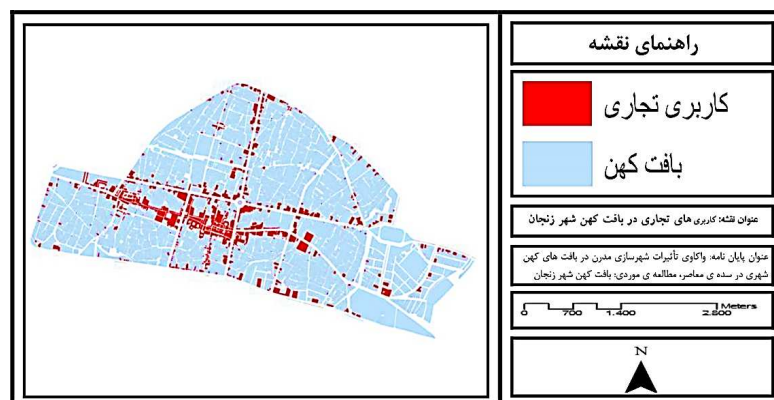 راهنمای نقشه
کاربری تجاری
بافت کهن
عنوان نقشه: کاربری های تجاری در بافت کهن شهر زنجان
عنوان پایان نامه: واکاوی تأثیرات شهرسازی مدرن در بافت های کهن
شهری در سده ی معاصر، مطالعه ی موردی: بافت کهن شهر زنجان
Meters
0 700 1.400 2.800
N